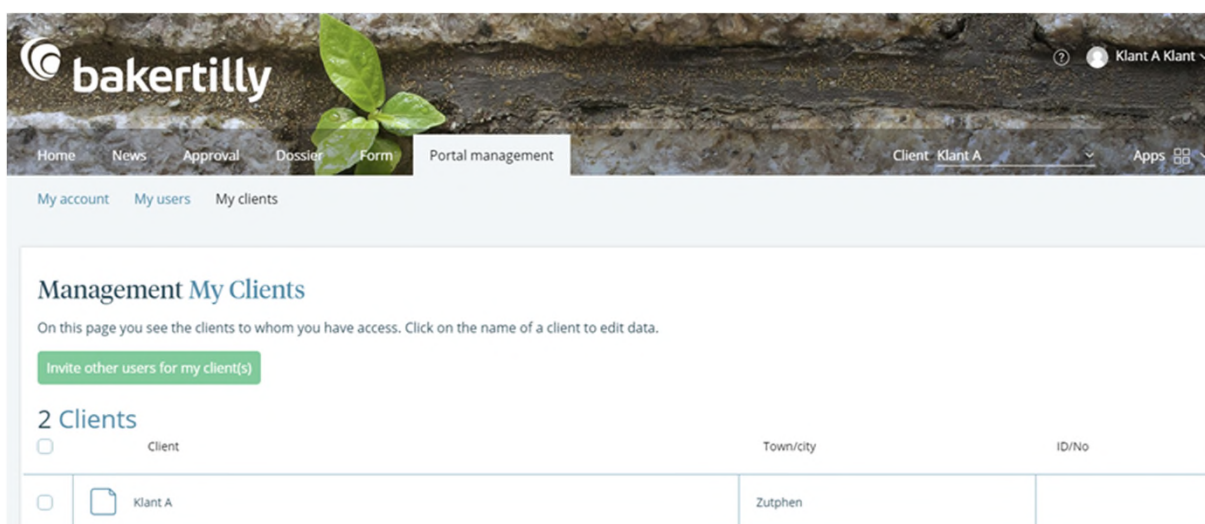 bakertilly
Klant A Klant
Home News Approval Dossier Form Portal management Client Klant A Apps
My account My users My clients
Management My Clients
On this page you see the clients to whom you have access. Click on the name of a client to edit data.
Invite other users for my client(s)
2 Clients
Client Town/city ID/No
Klant A Zutphen